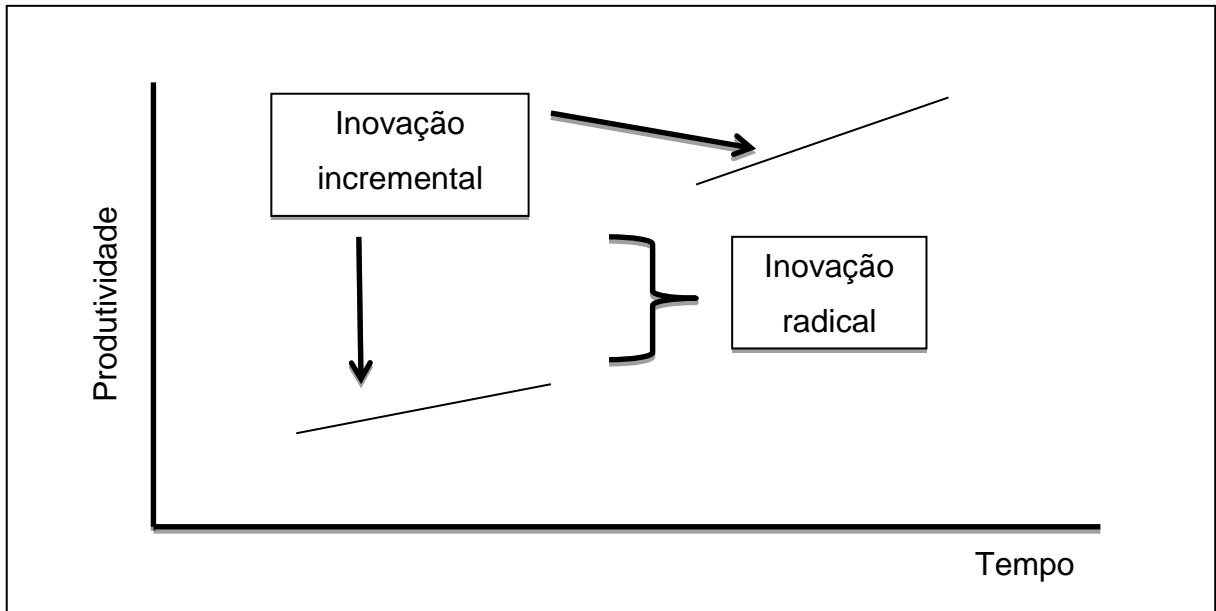 Inovação
incremental
Inovação
radical
Produtividade
Tempo